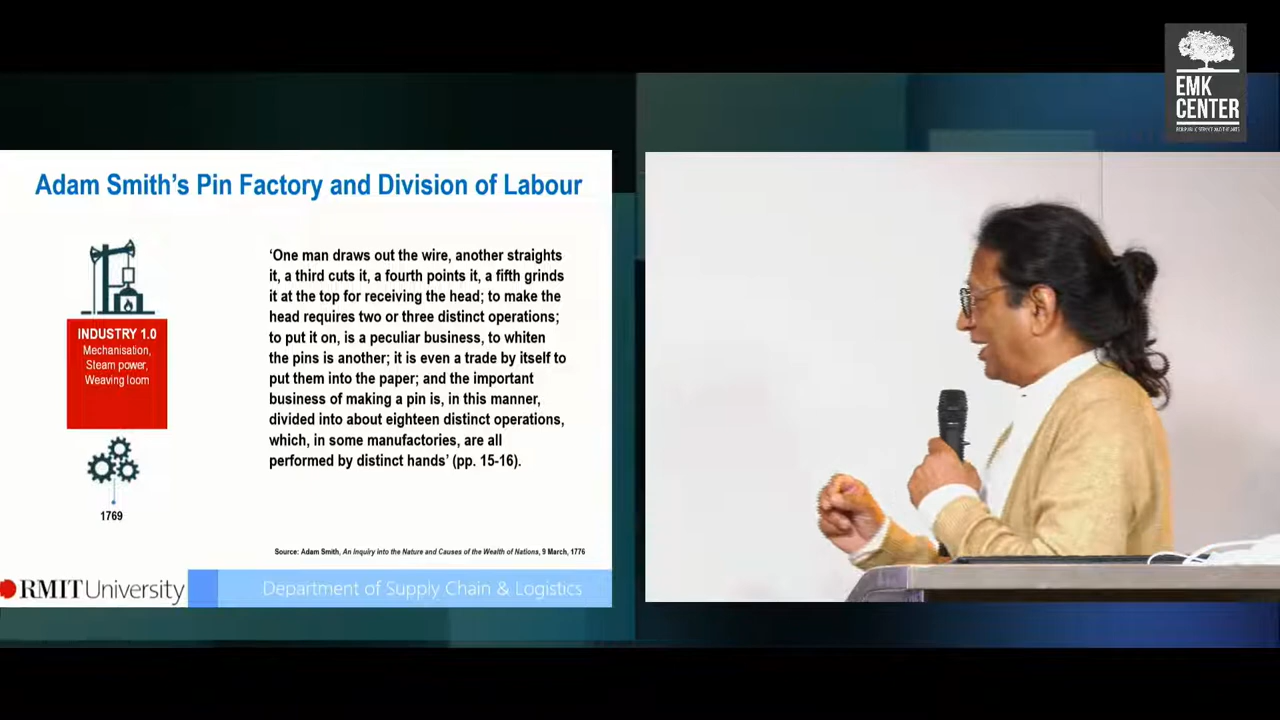 EMK
CENTER
Adam Smith's Pin Factory and Division of Labour
INDUSTRY 1.0
Mechanisation,
Steam power,
Weaving loom
1769
‘One man draws out the wire, another straights
it, a third cuts it, a fourth points it, a fifth grinds
it at the top for receiving the head; to make the
head requires two or three distinct operations;
to put it on, is a peculiar business, to whiten
the pins is another; it is even a trade by itself to
put them into the paper; and the important
business of making a pin is, in this manner,
divided into about eighteen distinct operations,
which, in some manufactories, are all
performed by distinct hands’ (pp. 15-16).
Source: Adam Smith, An Inquiry into the Nature and Causes of the Wealth of Nations, 9 March, 1776
RMIT University
Department of Supply Chain & Logistics